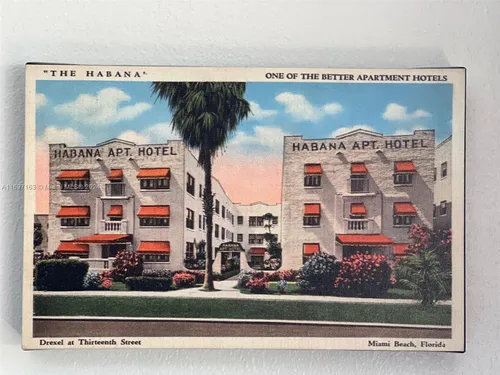 "THE HABANA"
ONE OF THE BETTER APARTMENT HOTELS
HABANA APT. HOTEL
HABANA APT. HOTEL
HABANA
Drexel at Thirteenth Street
Miami Beach, Florida